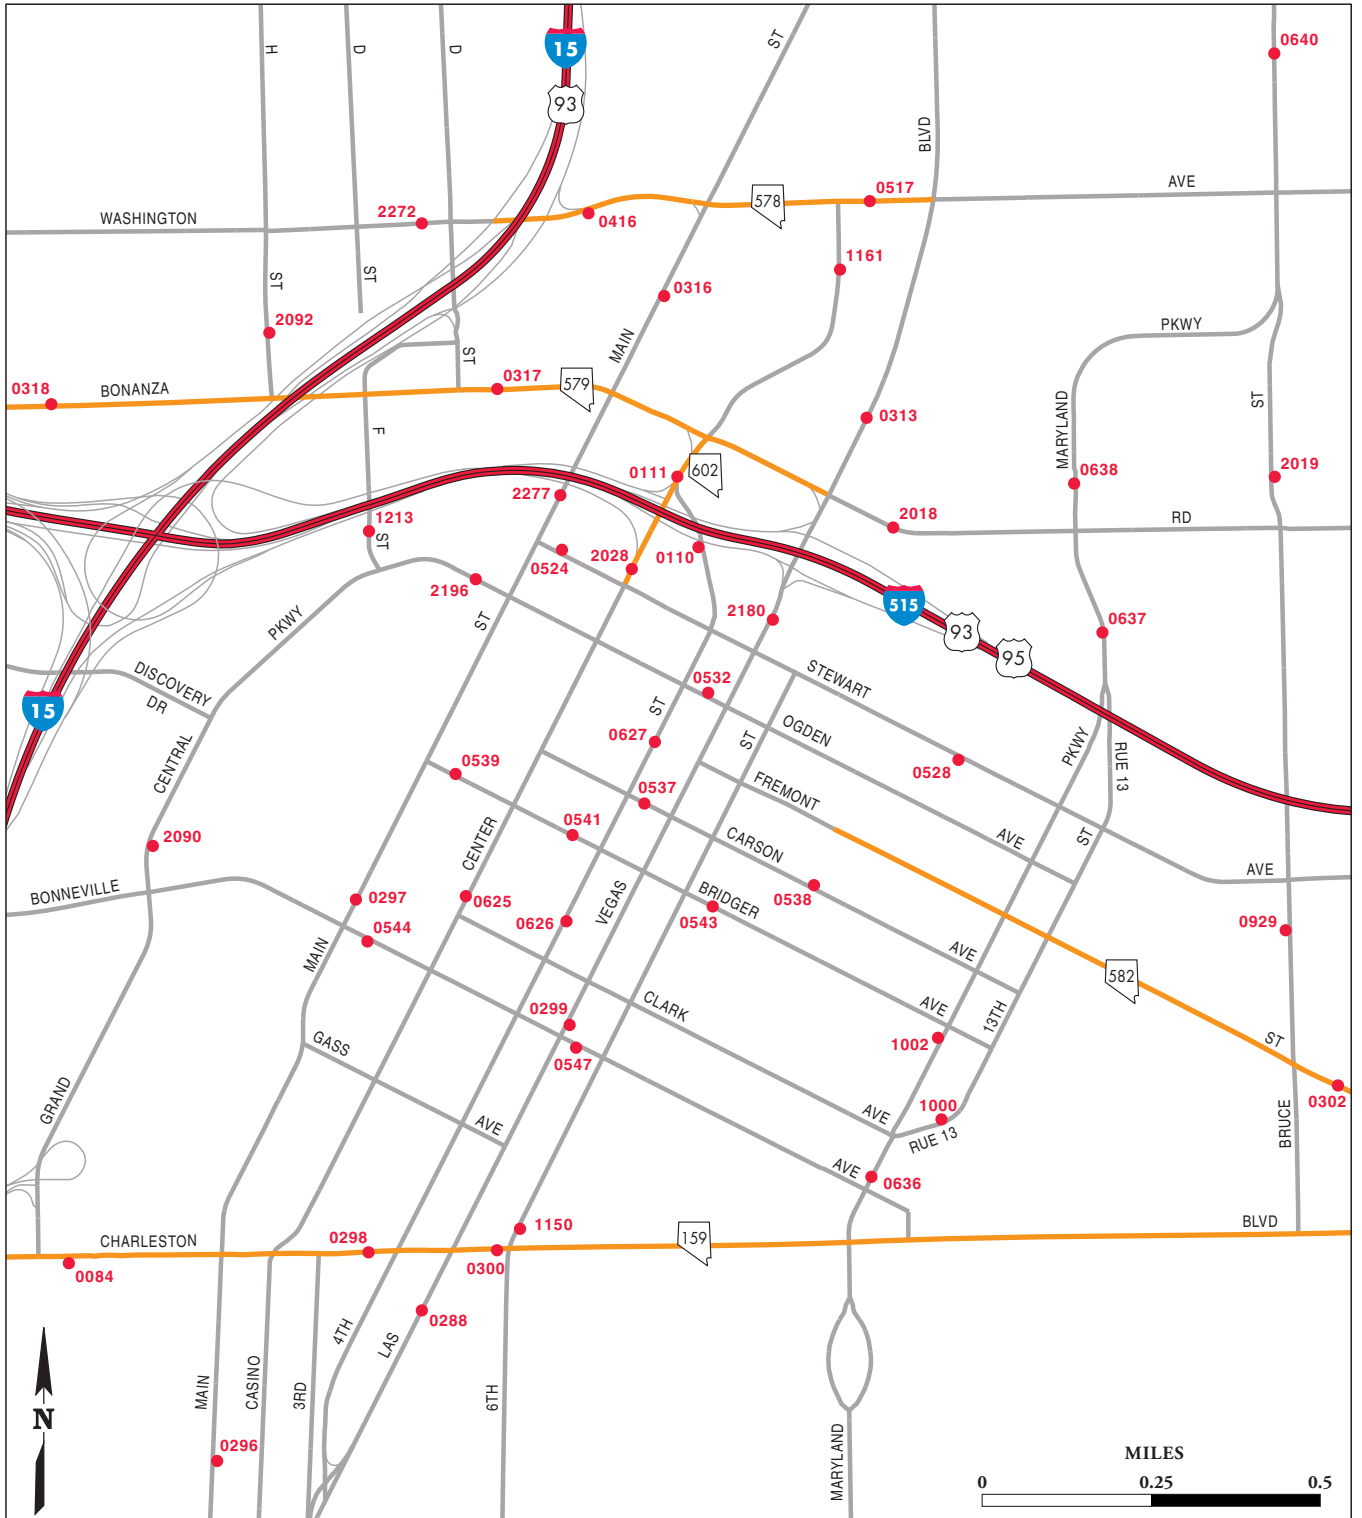 H
D
D
15
93
ST
BLVD
0640
WASHINGTON
2272
0416
578
0517
AVE
ST
ST
0316
1161
2092
MAIN
ST
PKWY
0318
BONANZA
0317
579
F
0313
MARYLAND
ST
0111
602
0638
2019
2277
1213
ST
2018
RD
0524
2028
0110
2196
515
93
95
PKWY
ST
2180
0637
DISCOVERY
DR
15
0532
STEWART
ST
OGDEN
CENTRAL
0627
ST
PKWY
RUE 13
0539
0528
0537
FREMONT
0541
2090
CENTER
CARSON
AVE
ST
BONNEVILLE
0297
0625
VEGAS
BRIDGER
0538
AVE
0544
0626
0543
0929
MAIN
AVE
582
CLARK
0299
AVE
13TH
GASS
0547
1002
ST
GRAND
AVE
AVE
1000
RUE 13
0302
BRUCE
AVE
0636
CHARLESTON
0298
1150
159
BLVD
0084
0300
0288
4TH
LAS
MAIN
CASINO
3RD
6TH
N
0296
MARYLAND
MILES
0
0.25
0.5